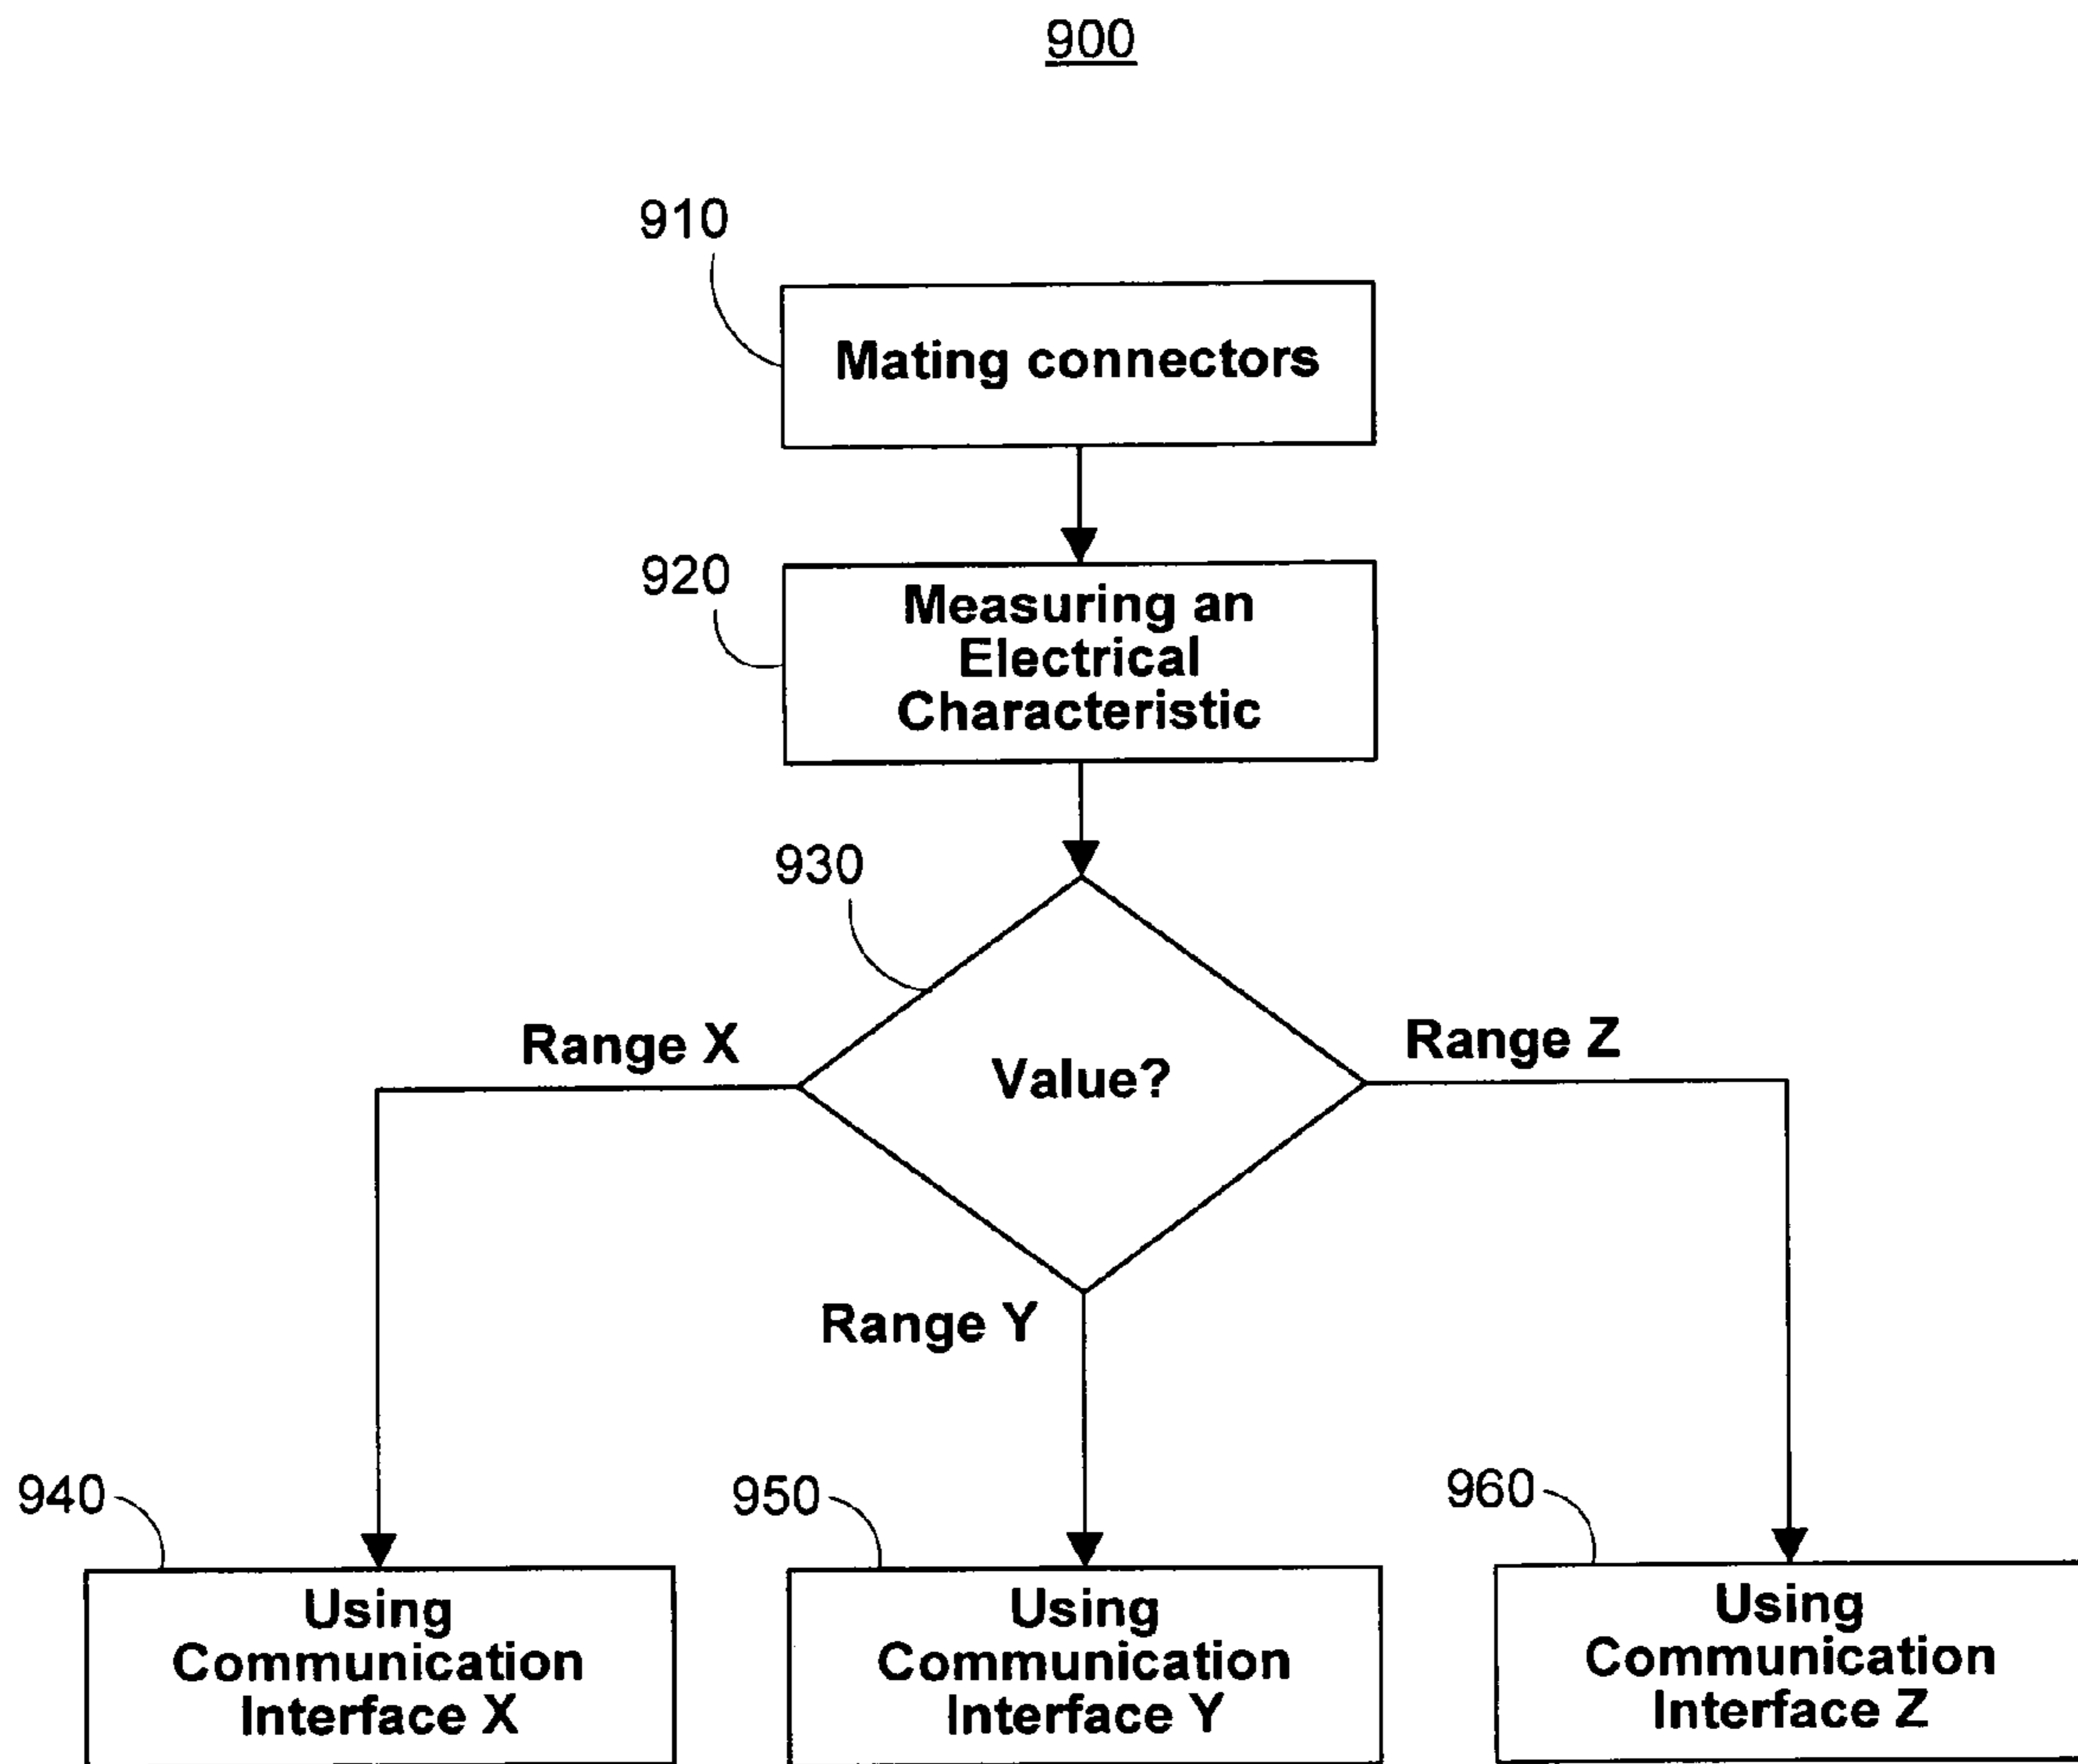 900
910
Mating connectors
920
Measuring an
Electrical
Characteristic
930
Range X
Value?
Range Z
Range Y
940
Using
Communication
Interface X
950
Using
Communication
Interface Y
960
Using
Communication
Interface Z